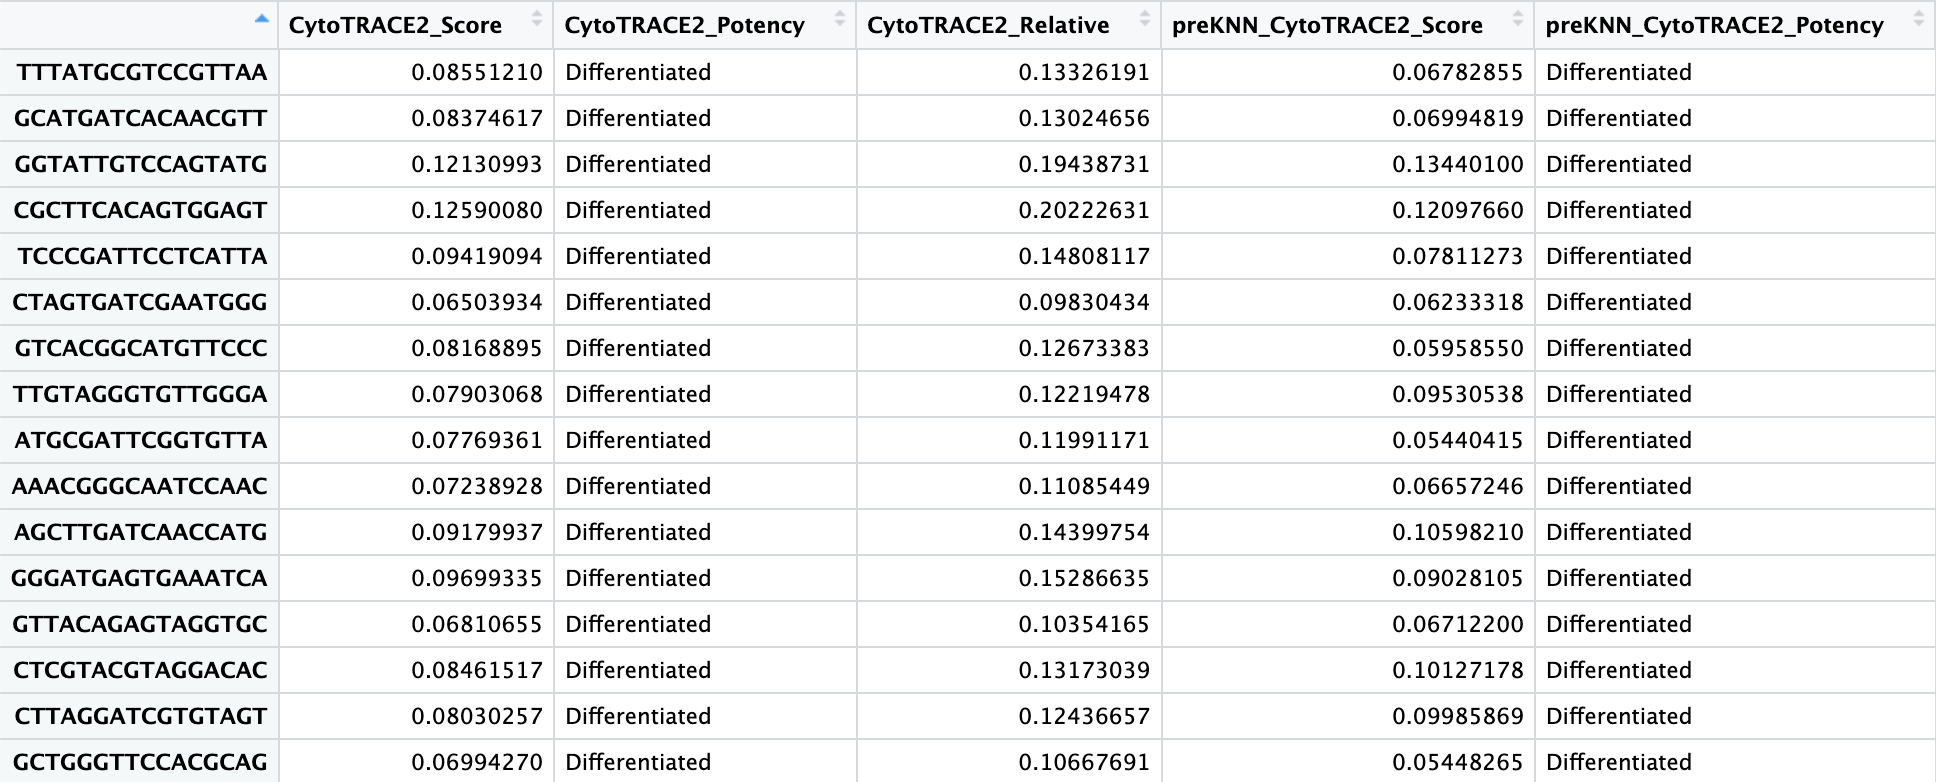 CytoTRACE2_Score CytoTRACE2_Potency CytoTRACE2_Relative preKNN_CytoTRACE2_Score preKNN_CytoTRACE2_Potency
TTTATGCGTCCGTTAA 0.08551210 Differentiated 0.13326191 0.06782855 Differentiated
GCATGATCACAACGTT 0.08374617 Differentiated 0.13024656 0.06994819 Differentiated
GGTATTGTCCAGTATG 0.12130993 Differentiated 0.19438731 0.13440100 Differentiated
CGCTTCACAGTGGAGT 0.12590080 Differentiated 0.20222631 0.12097660 Differentiated
TCCCGATTCCTCATTA 0.09419094 Differentiated 0.14808117 0.07811273 Differentiated
CTAGTGATCGAATGGG 0.06503934 Differentiated 0.09830434 0.06233318 Differentiated
GTCACGGCATGTTCCC 0.08168895 Differentiated 0.12673383 0.05958550 Differentiated
TTGTAGGGTGTTGGGA 0.07903068 Differentiated 0.12219478 0.09530538 Differentiated
ATGCGATTCGGTGTTA 0.07769361 Differentiated 0.11991171 0.05440415 Differentiated
AAACGGGCAATCCAAC 0.07238928 Differentiated 0.11085449 0.06657246 Differentiated
AGCTTGATCAACCATG 0.09179937 Differentiated 0.14399754 0.10598210 Differentiated
GGGATGAGTGAAATCA 0.09699335 Differentiated 0.15286635 0.09028105 Differentiated
GTTACAGAGTAGGTGC 0.06810655 Differentiated 0.10354165 0.06712200 Differentiated
CTCGTACGTAGGACAC 0.08461517 Differentiated 0.13173039 0.10127178 Differentiated
CTTAGGATCGTGTAGT 0.08030257 Differentiated 0.12436657 0.09985869 Differentiated
GCTGGGTTCCACGCAG 0.06994270 Differentiated 0.10667691 0.05448265 Differentiated